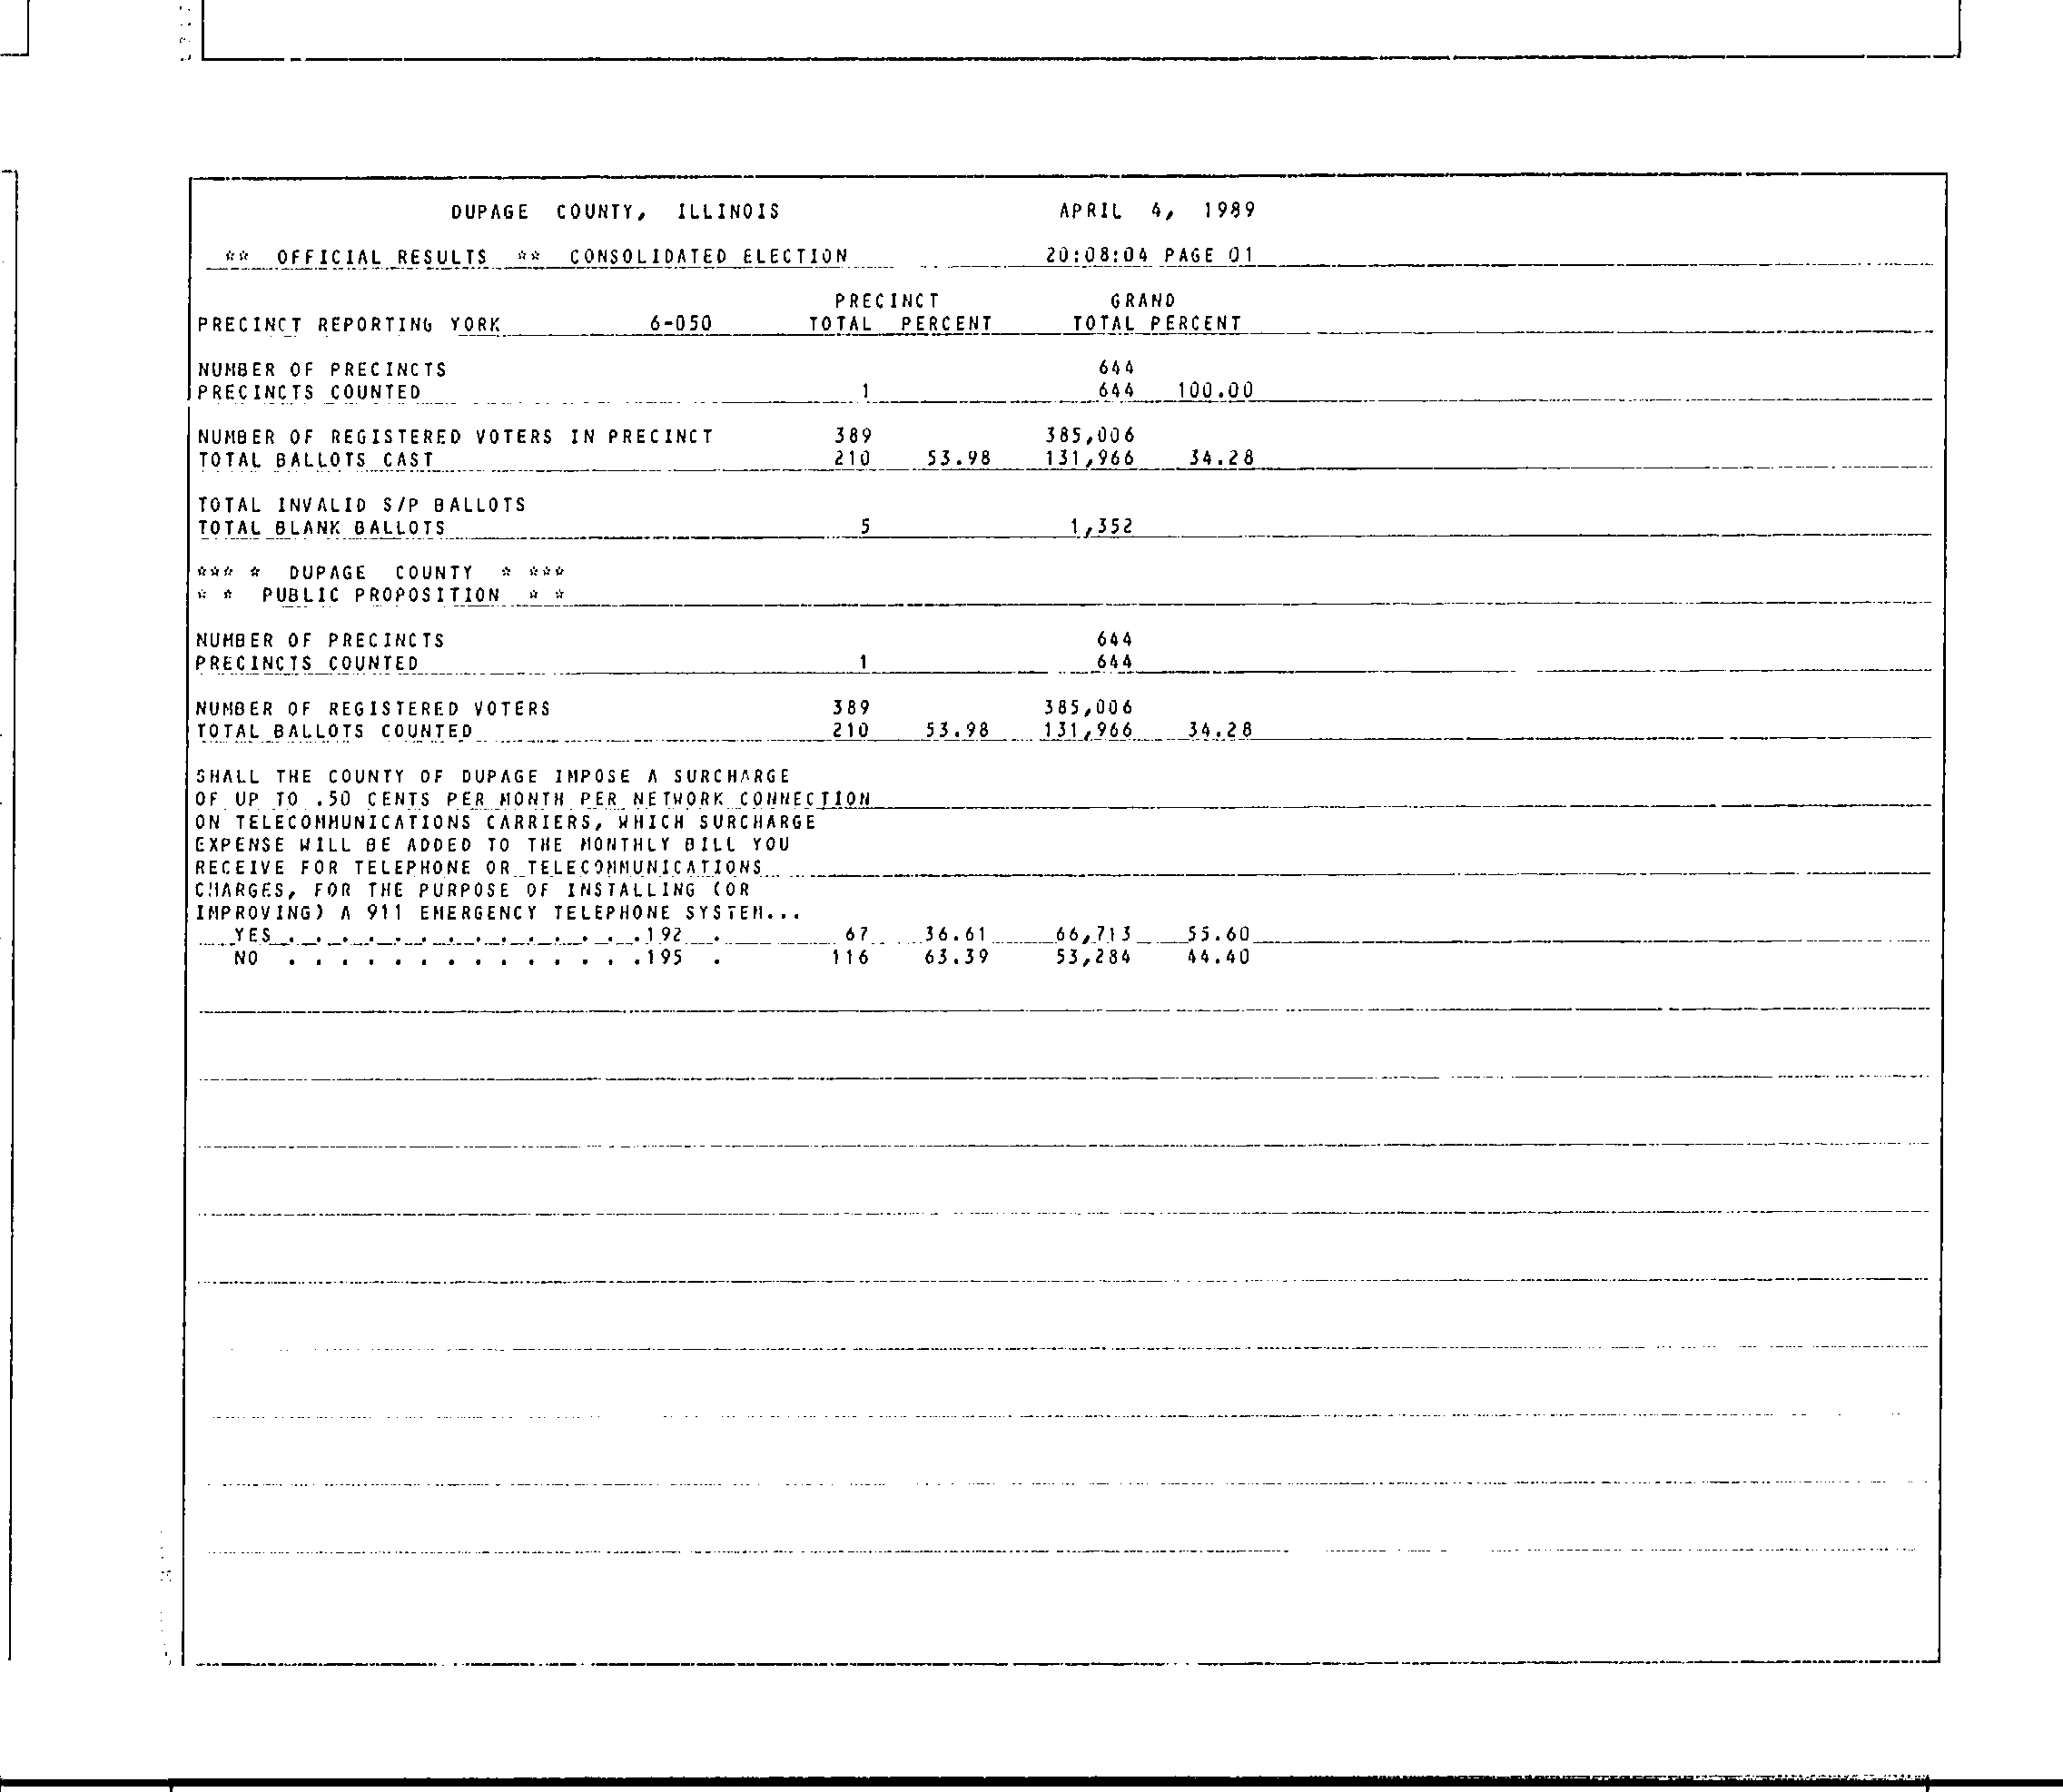 DUPAGE COUNTY, ILLINOIS APRIL 4, 1989
** OFFICIAL RESULTS ** CONSOLIDATED ELECTION 20:08:04 PAGE 01
PRECINCT GRAND
PRECINCT REPORTING YORK 6-050 TOTAL PERCENT TOTAL PERCENT
NUMBER OF PRECINCTS 644
PRECINCTS COUNTED 1 644 100.00
NUMBER OF REGISTERED VOTERS IN PRECINCT 389 385,006
TOTAL BALLOTS CAST 210 53.98 131,966 34.28
TOTAL INVALID S/P BALLOTS
TOTAL BLANK BALLOTS 5 1,352
*** * DUPAGE COUNTY * ***
* * PUBLIC PROPOSITION * *
NUMBER OF PRECINCTS 644
PRECINCTS COUNTED 1 644
NUMBER OF REGISTERED VOTERS 389 385,006
TOTAL BALLOTS COUNTED 210 53.98 131,966 34.28
SHALL THE COUNTY OF DUPAGE IMPOSE A SURCHARGE
OF UP TO .50 CENTS PER MONTH PER NETWORK CONNECTION
ON TELECOMMUNICATIONS CARRIERS, WHICH SURCHARGE
EXPENSE WILL BE ADDED TO THE MONTHLY BILL YOU
RECEIVE FOR TELEPHONE OR TELECOMMUNICATIONS
CHARGES, FOR THE PURPOSE OF INSTALLING (OR
IMPROVING) A 911 EMERGENCY TELEPHONE SYSTEM...
YES . . . . . . . . . . . . . .192 . 67 36.61 66,713 55.60
NO . . . . . . . . . . . . . .195 . 116 63.39 53,284 44.40